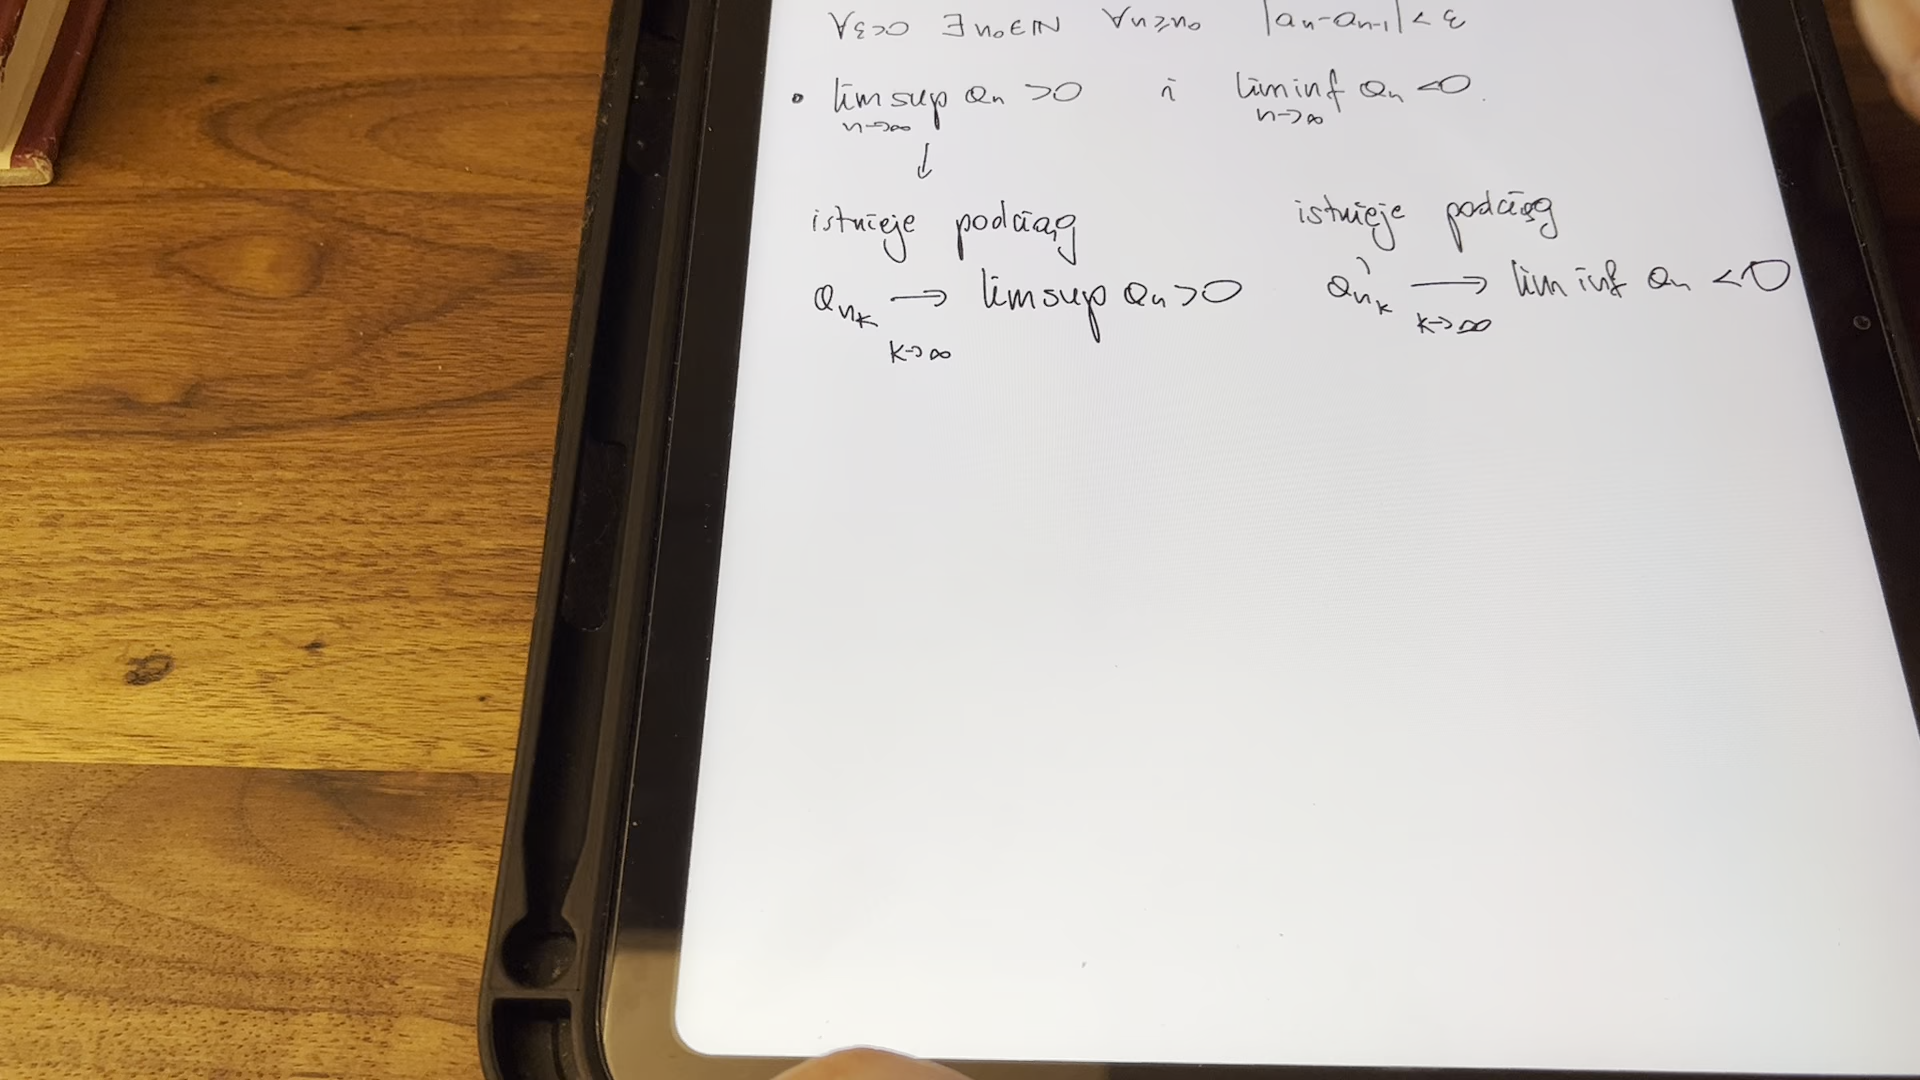 ∀ε>0 ∃n₀∈ℕ ∀n≥n₀ |aₙ-aₙ₋₁|<ε
• lim sup aₙ >0 i lim inf aₙ <0.
n→∞ n→∞
↓
istnieje podciąg istnieje podciąg
aₙₖ → lim sup aₙ >0 a'ₙₖ → lim inf aₙ <0
k→∞ k→∞